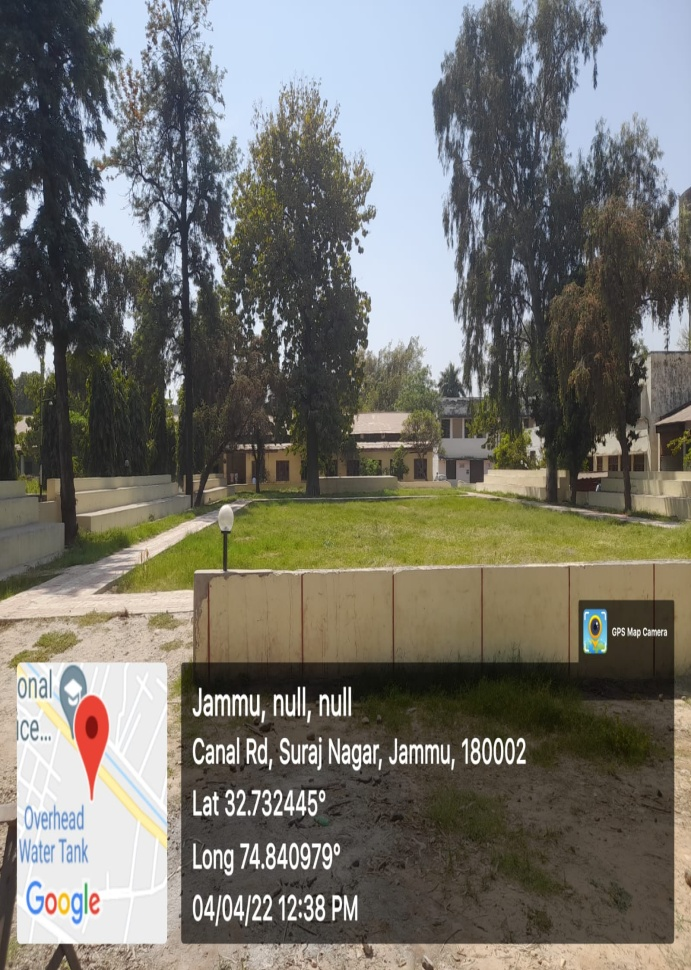 GPS Map Camera
onal
ice...
Overhead
Water Tank
Google
Jammu, null, null
Canal Rd, Suraj Nagar, Jammu, 180002
Lat 32.732445°
Long 74.840979°
04/04/22 12:38 PM